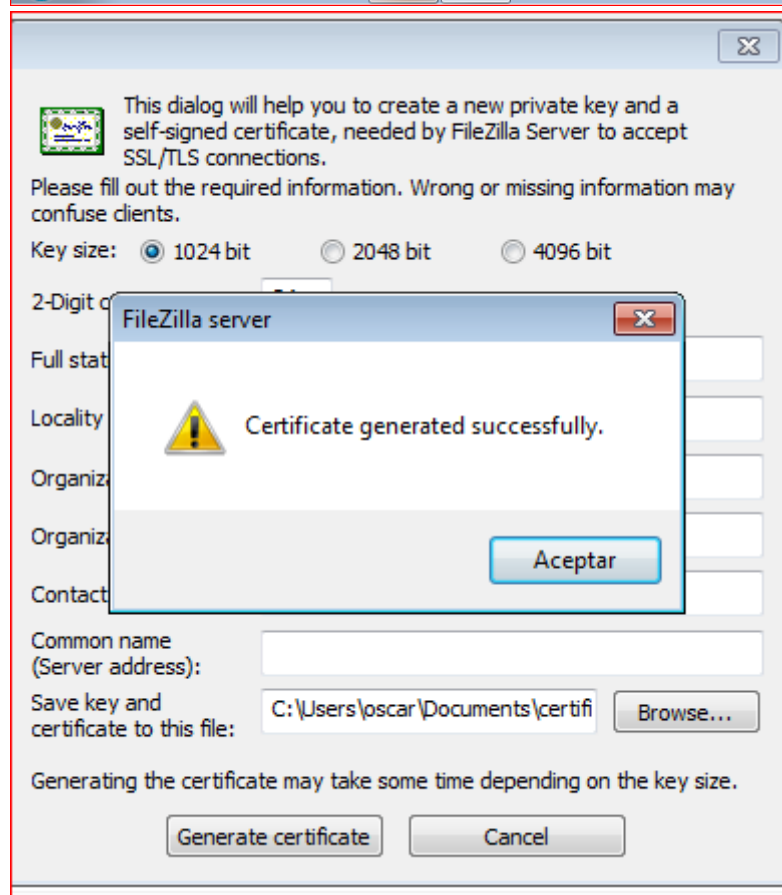 This dialog will help you to create a new private key and a
self-signed certificate, needed by FileZilla Server to accept
SSL/TLS connections.
Please fill out the required information. Wrong or missing information may
confuse clients.
Key size: 1024 bit 2048 bit 4096 bit
2-Digit
FileZilla server
Full
Locality
Certificate generated successfully.
Aceptar
Contact
Common name
(Server address):
Save key and
certificate to this file:
C:\Users\oscar\Documents\certifi
Browse...
Generating the certificate may take some time depending on the key size.
Generate certificate Cancel